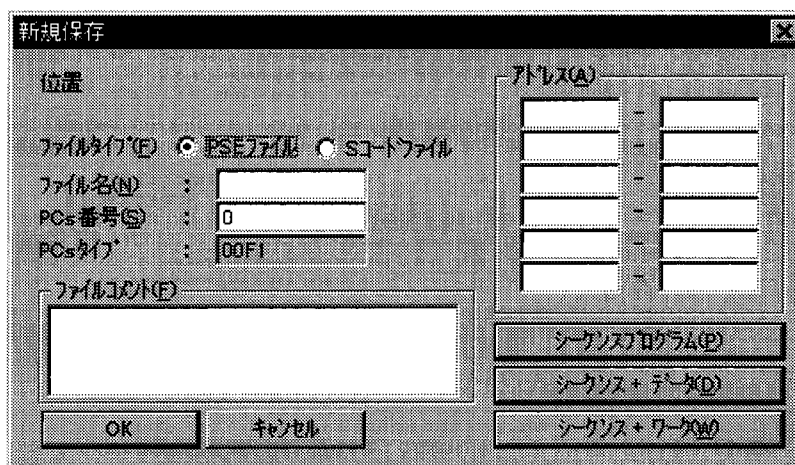 新規保存
位置
ファイルタイプ(F) PSEファイル Sコードファイル
ファイル名(N) :
PCs番号(S) : 0
PCsタイプ : 00F1
ファイルコメント(F)
OK キャンセル
アドレス(A)
-
-
-
-
-
-
シーケンスプログラム(P)
シーケンス + データ(D)
シーケンス + ワーク(W)